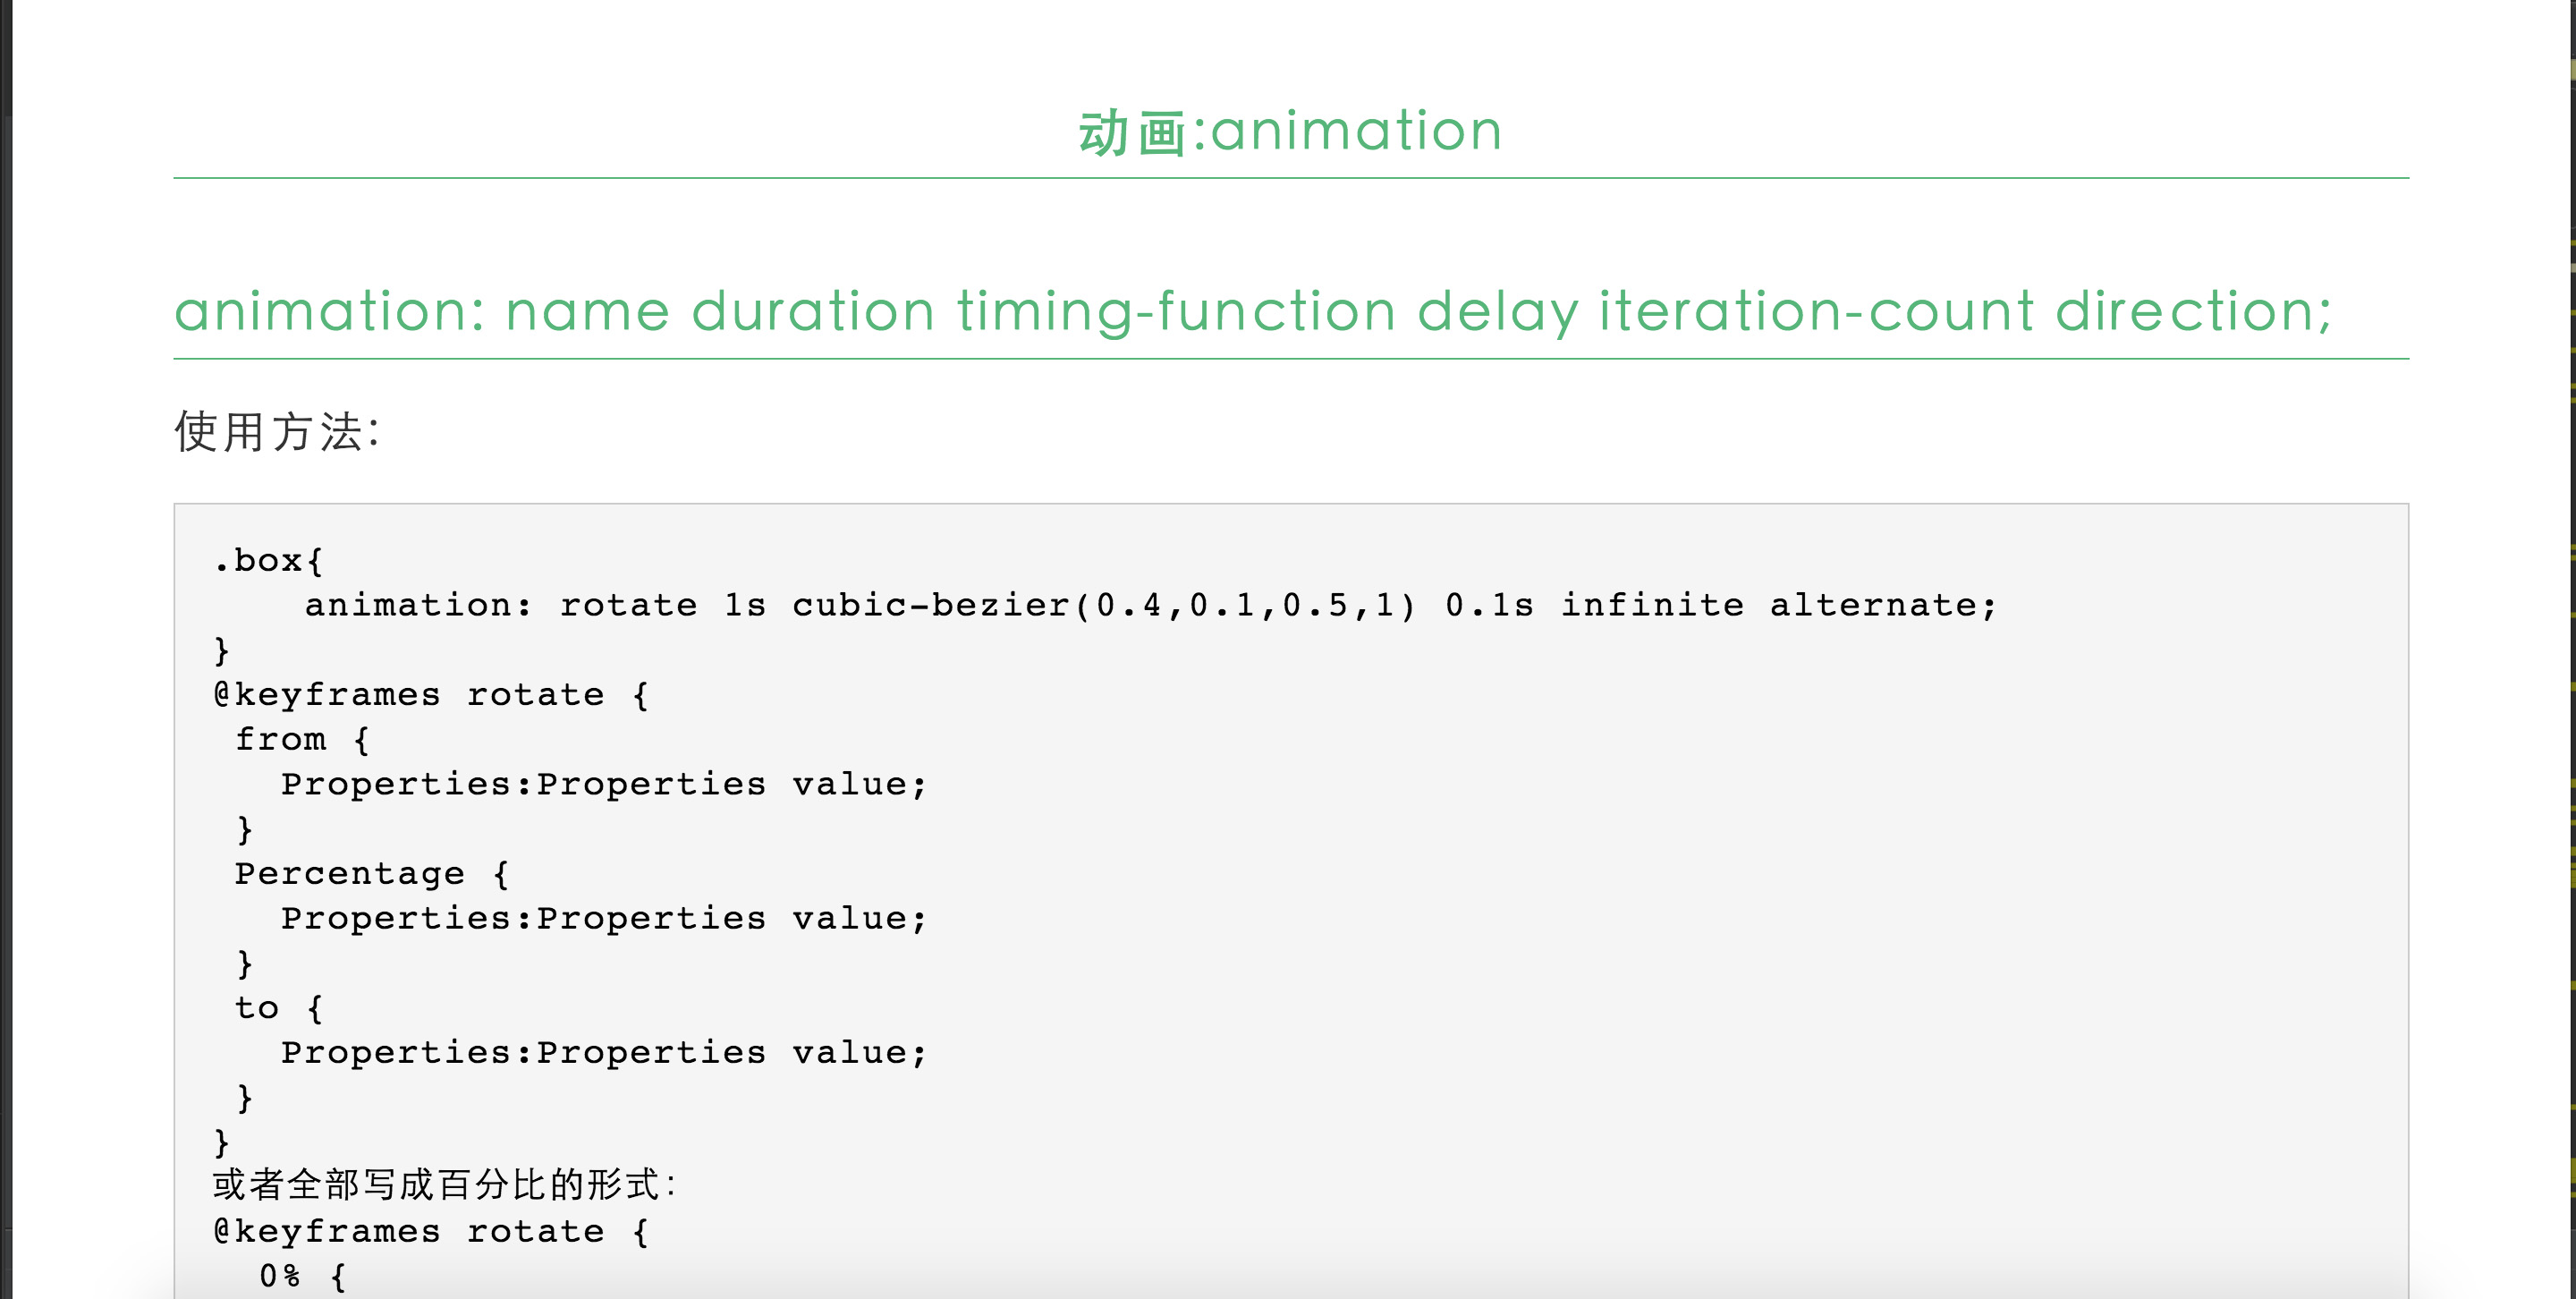 动画:animation
animation: name duration timing-function delay iteration-count direction;
使用方法:
.box{
    animation: rotate 1s cubic-bezier(0.4,0.1,0.5,1) 0.1s infinite alternate;
}
@keyframes rotate {
 from {
   Properties:Properties value;
 }
 Percentage {
   Properties:Properties value;
 }
 to {
   Properties:Properties value;
 }
}
或者全部写成百分比的形式:
@keyframes rotate {
  0% {